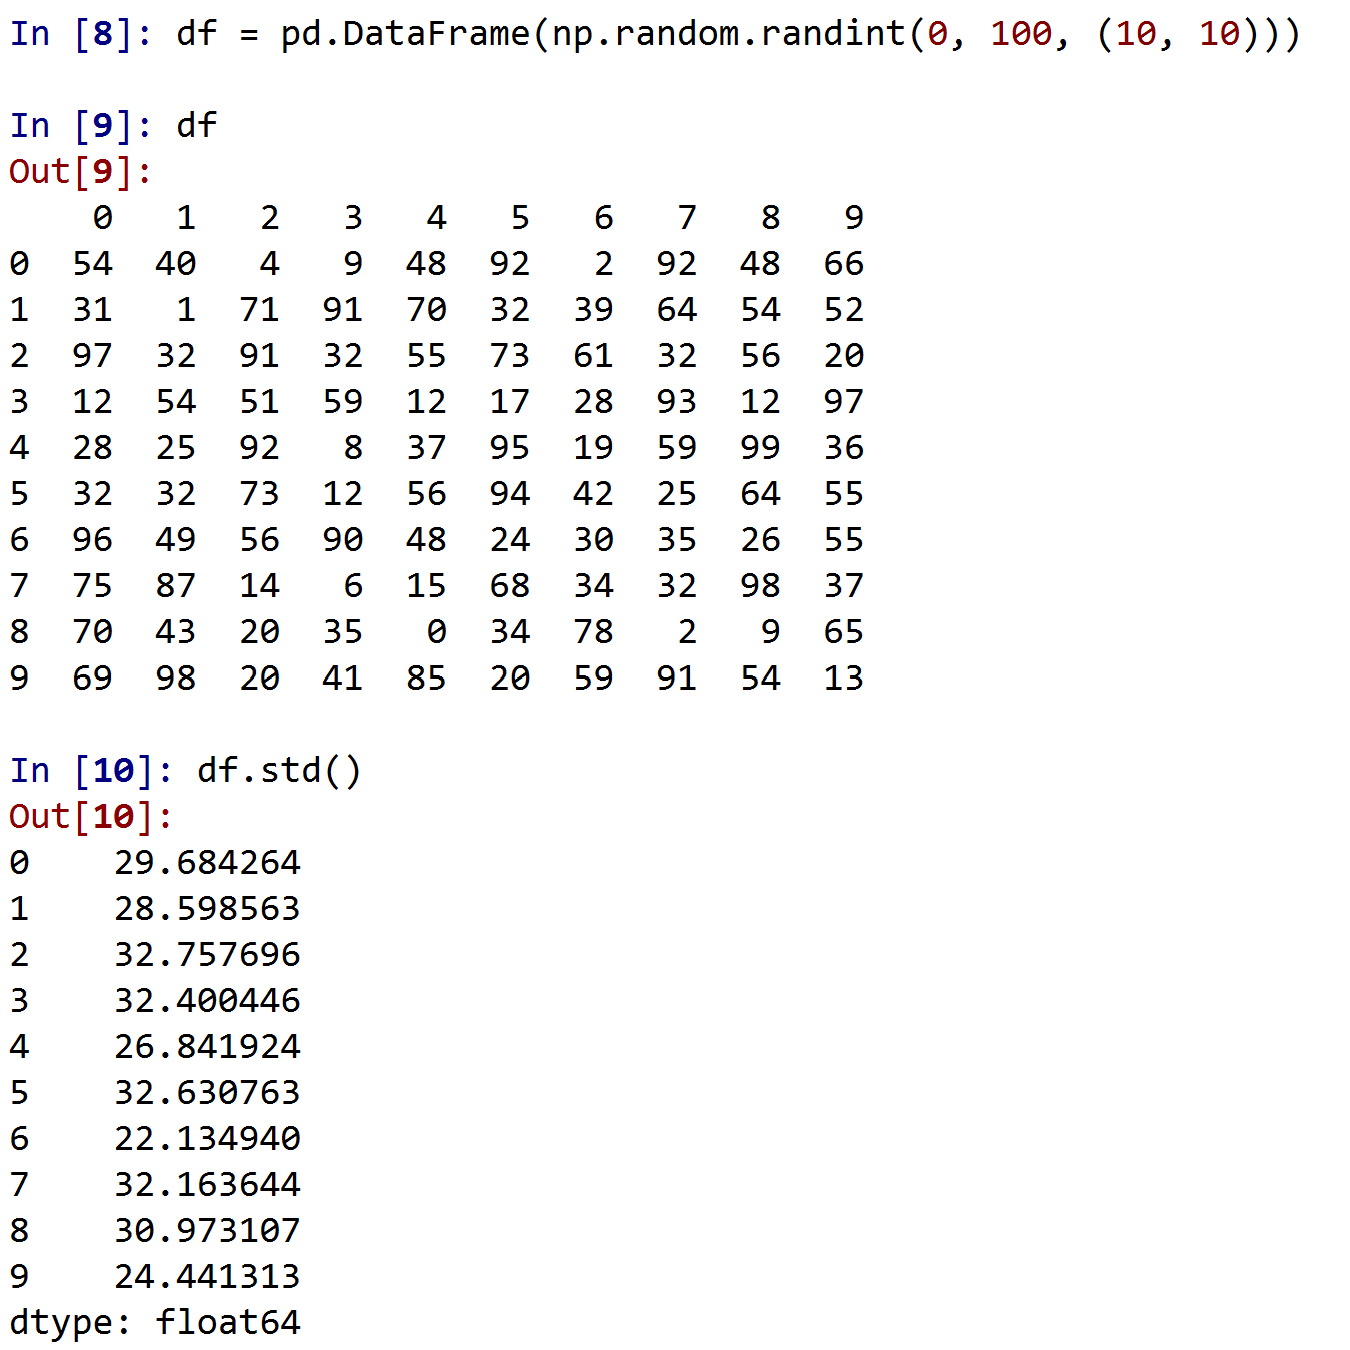 In [8]: df = pd.DataFrame(np.random.randint(0, 100, (10, 10)))
In [9]: df
Out[9]:
    0   1   2   3   4   5   6   7   8   9
0  54  40   4   9  48  92   2  92  48  66
1  31   1  71  91  70  32  39  64  54  52
2  97  32  91  32  55  73  61  32  56  20
3  12  54  51  59  12  17  28  93  12  97
4  28  25  92   8  37  95  19  59  99  36
5  32  32  73  12  56  94  42  25  64  55
6  96  49  56  90  48  24  30  35  26  55
7  75  87  14   6  15  68  34  32  98  37
8  70  43  20  35   0  34  78   2   9  65
9  69  98  20  41  85  20  59  91  54  13
In [10]: df.std()
Out[10]:
0    29.684264
1    28.598563
2    32.757696
3    32.400446
4    26.841924
5    32.630763
6    22.134940
7    32.163644
8    30.973107
9    24.441313
dtype: float64